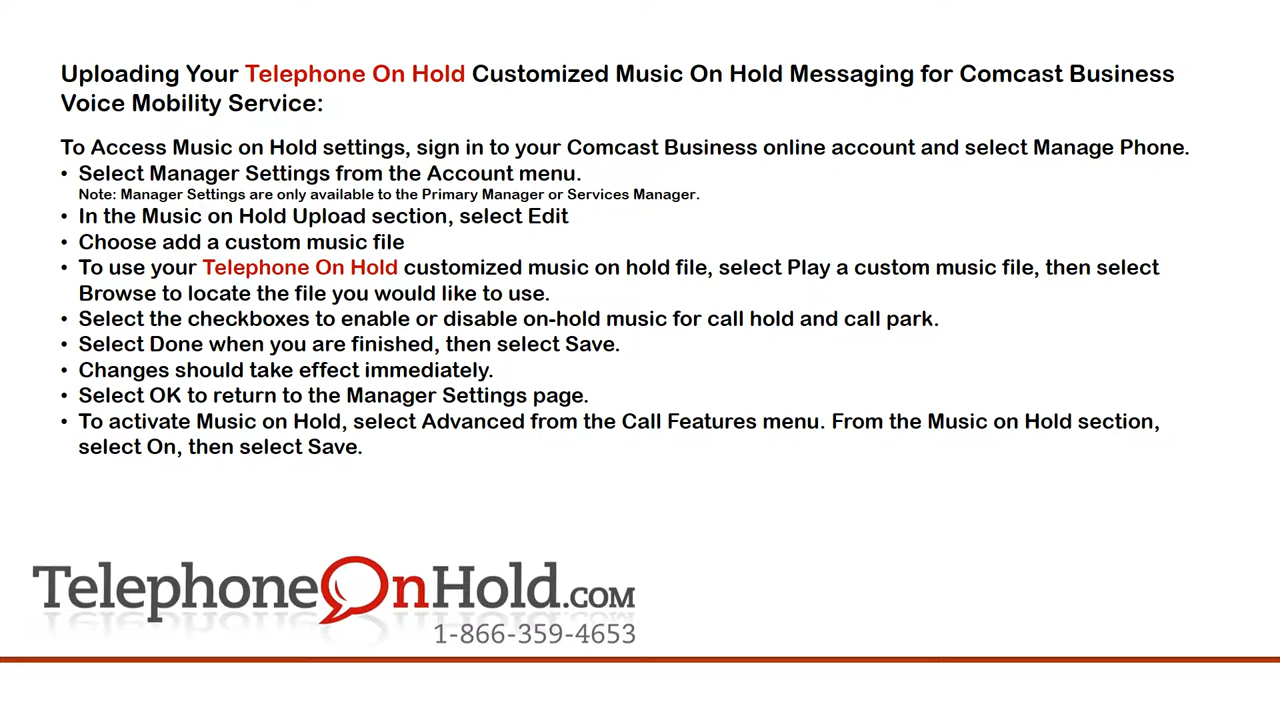 Uploading Your Telephone On Hold Customized Music On Hold Messaging for Comcast Business
Voice Mobility Service:
To Access Music on Hold settings, sign in to your Comcast Business online account and select Manage Phone.
• Select Manager Settings from the Account menu.
Note: Manager Settings are only available to the Primary Manager or Services Manager.
• In the Music on Hold Upload section, select Edit
• Choose add a custom music file
• To use your Telephone On Hold customized music on hold file, select Play a custom music file, then select
Browse to locate the file you would like to use.
• Select the checkboxes to enable or disable on-hold music for call hold and call park.
• Select Done when you are finished, then select Save.
• Changes should take effect immediately.
• Select OK to return to the Manager Settings page.
• To activate Music on Hold, select Advanced from the Call Features menu. From the Music on Hold section,
select On, then select Save.
TelephoneOnHold.COM
1-866-359-4653